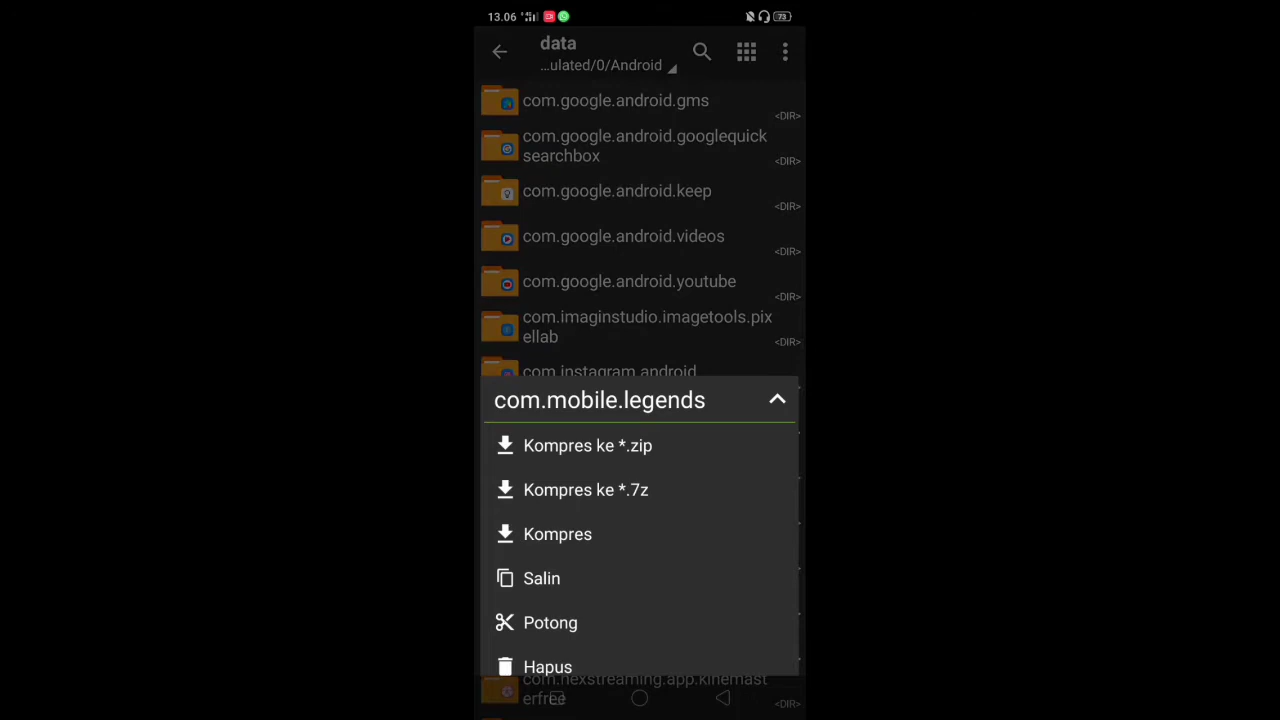 13.06
73
data
...ulated/0/Android
com.google.android.gms
<DIR>
com.google.android.googlequick
searchbox
<DIR>
com.google.android.keep
<DIR>
com.google.android.videos
<DIR>
com.google.android.youtube
<DIR>
com.imaginstudio.imagetools.pix
ellab
<DIR>
com.instagram.android
com.mobile.legends
Kompres ke *.zip
Kompres ke *.7z
Kompres
Salin
Potong
Hapus
com.nexstreaming.app.kinemast
erfree
<DIR>